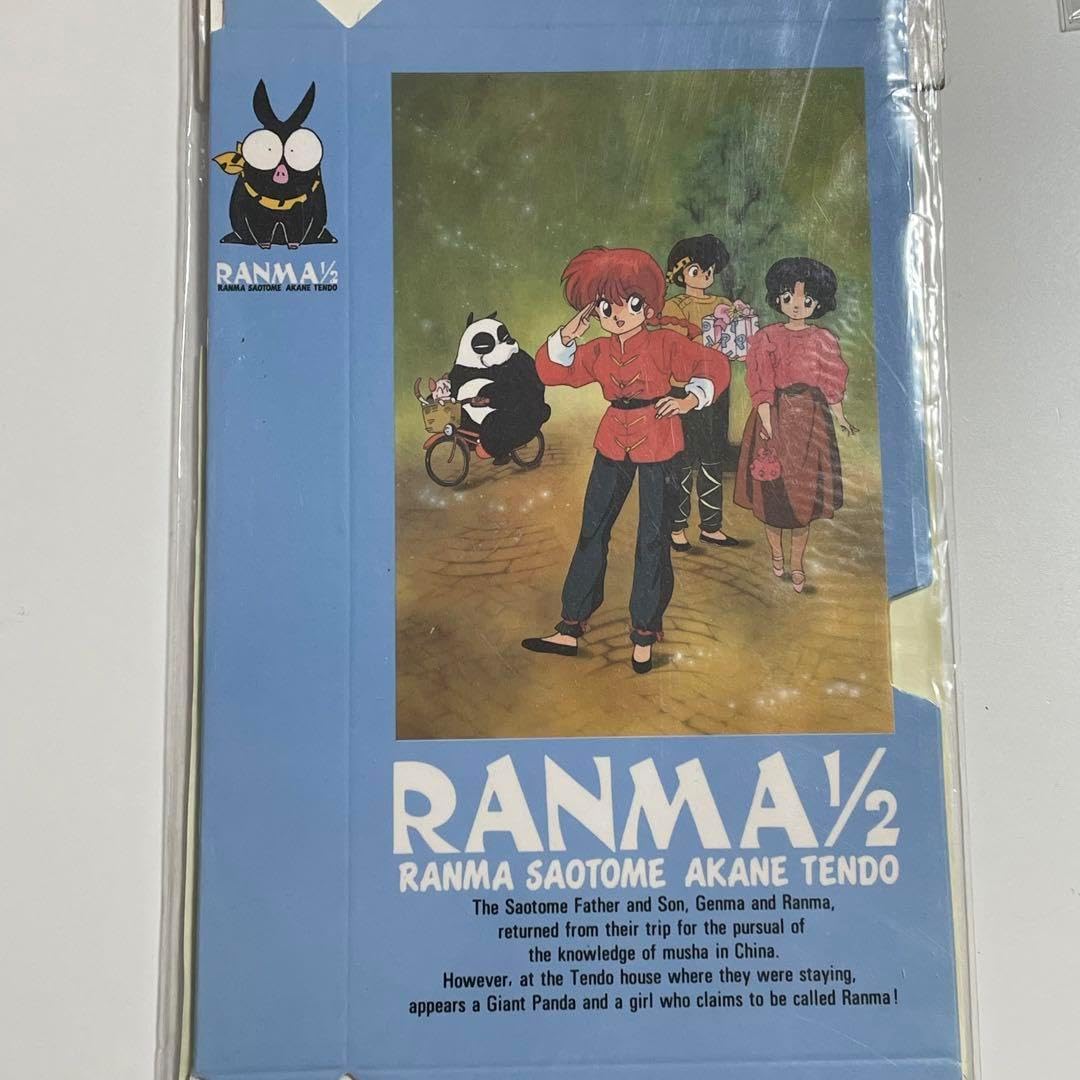 RANMA½
RANMA SAOTOME AKANE TENDO
RANMA½
RANMA SAOTOME AKANE TENDO
The Saotome Father and Son, Genma and Ranma,
returned from their trip for the pursual of
the knowledge of musha in China.
However, at the Tendo house where they were staying,
appears a Giant Panda and a girl who claims to be called Ranma!